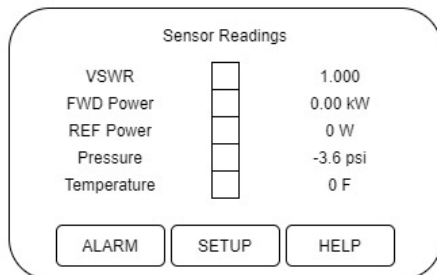 Sensor Readings
VSWR 1.000
FWD Power 0.00 kW
REF Power 0 W
Pressure -3.6 psi
Temperature 0 F
ALARM SETUP HELP